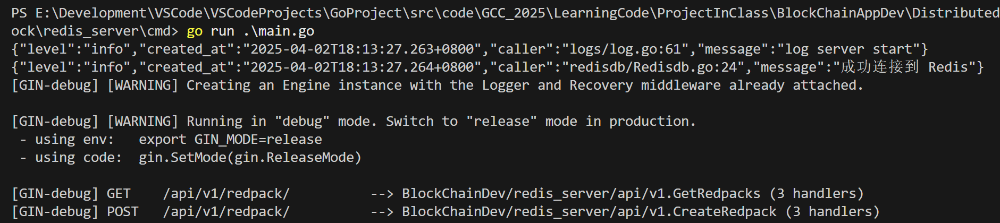 PS E:\Development\VSCode\VSCodeProjects\GoProject\src\code\GCC_2025\LearningCode\ProjectInClass\BlockChainAppDev\Distributed
ock\redis_server\cmd> go run .\main.go
{"level":"info","created_at":"2025-04-02T18:13:27.263+0800","caller":"logs/log.go:61","message":"log server start"}
{"level":"info","created_at":"2025-04-02T18:13:27.264+0800","caller":"redisdb/Redisdb.go:24","message":"成功连接到 Redis"}
[GIN-debug] [WARNING] Creating an Engine instance with the Logger and Recovery middleware already attached.
[GIN-debug] [WARNING] Running in "debug" mode. Switch to "release" mode in production.
 - using env:   export GIN_MODE=release
 - using code:  gin.SetMode(gin.ReleaseMode)
[GIN-debug] GET    /api/v1/redpack/          --> BlockChainDev/redis_server/api/v1.GetRedpacks (3 handlers)
[GIN-debug] POST   /api/v1/redpack/          --> BlockChainDev/redis_server/api/v1.CreateRedpack (3 handlers)